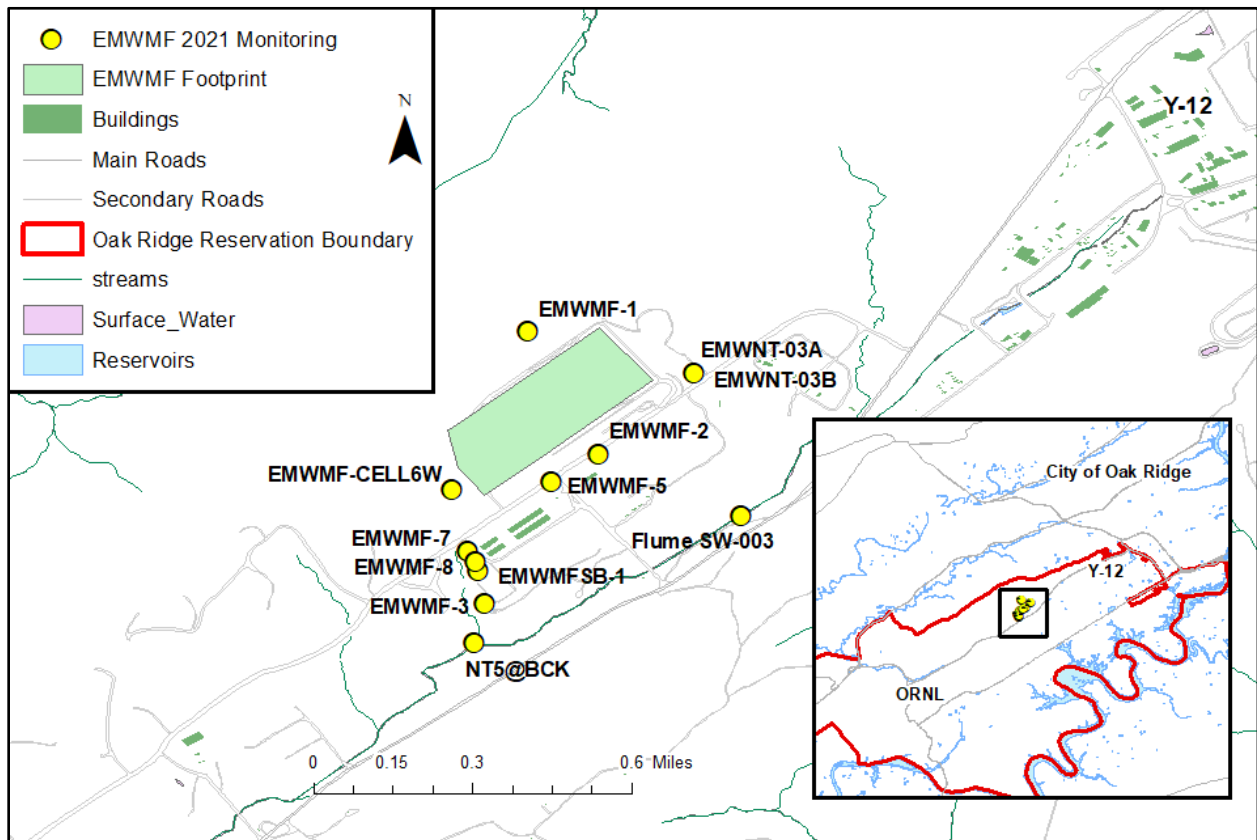 EMWMF 2021 Monitoring
EMWMF Footprint
Buildings
Main Roads
Secondary Roads
Oak Ridge Reservation Boundary
streams
Surface_Water
Reservoirs
N
Y-12
EMWMF-1
EMWNT-03A
EMWNT-03B
EMWMF-2
EMWMF-CELL6W
EMWMF-5
Flume SW-003
EMWMF-7
EMWMF-8
EMWMFSB-1
EMWMF-3
NT5@BCK
0 0.15 0.3 0.6 Miles
City of Oak Ridge
Y-12
ORNL